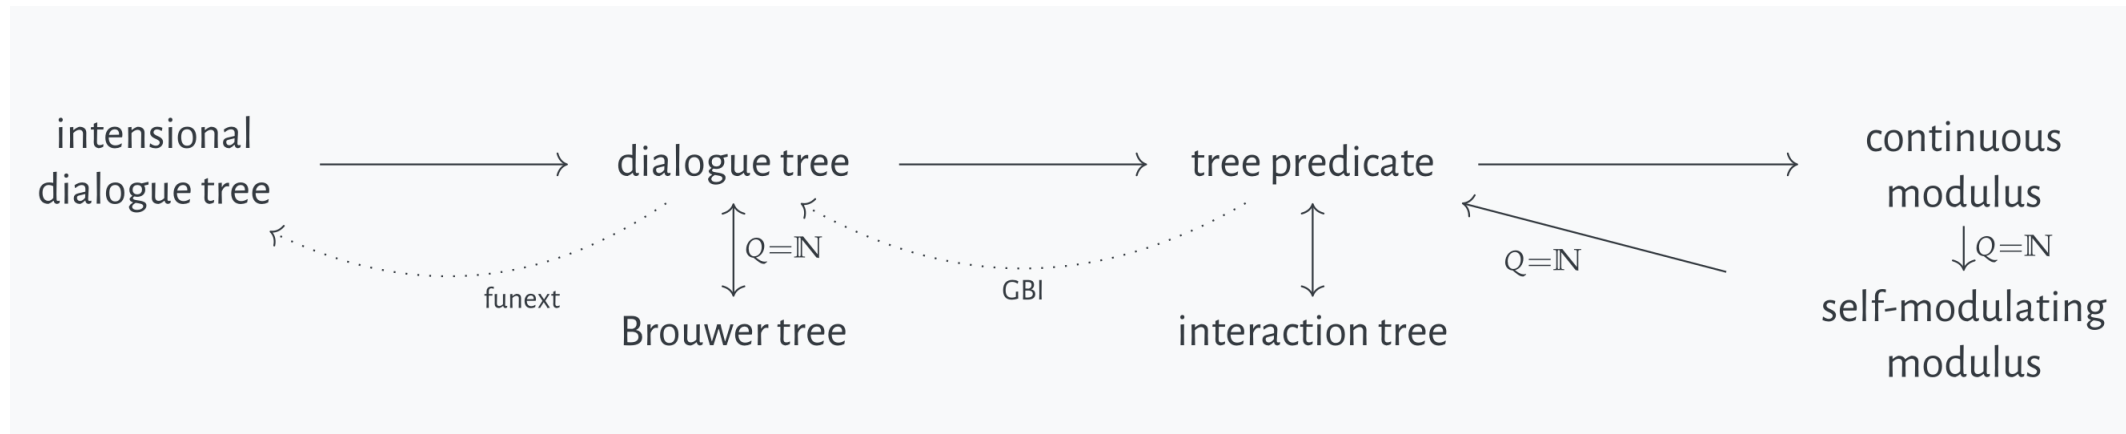 intensional
dialogue tree
dialogue tree
tree predicate
continuous
modulus
Q=ℕ
Q=ℕ
Q=ℕ
funext
GBI
Brouwer tree
interaction tree
self-modulating
modulus